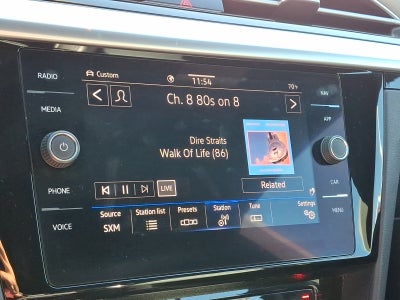 RADIO
MEDIA
PHONE
VOICE
Custom
11:54
70°F
Ch. 8 80s on 8
Dire Straits
Walk Of Life (86)
LIVE
Related
Source
SXM
Station list
Presets
Station
Tune
Settings
NAV
APP
CAR
MENU